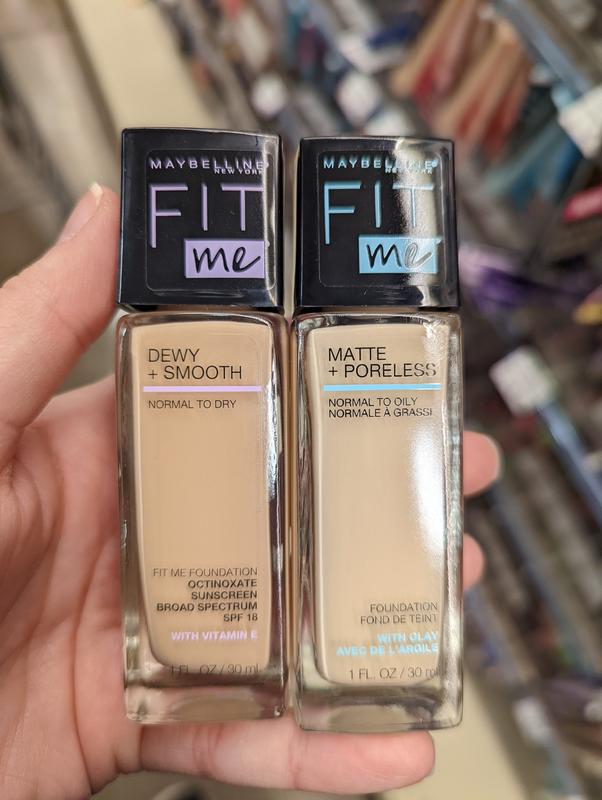 MAYBELLINE
NEW YORK
FIT
me
DEWY
+ SMOOTH
NORMAL TO DRY
FIT ME FOUNDATION
OCTINOXATE
SUNSCREEN
BROAD SPECTRUM
SPF 18
WITH VITAMIN E
1 FL. OZ / 30 ml
MAYBELLINE
NEW YORK
FIT
me
MATTE
+ PORELESS
NORMAL TO OILY
NORMALE À GRASSE
FOUNDATION
FOND DE TEINT
WITH CLAY
AVEC DE L'ARGILE
1 FL. OZ / 30 ml